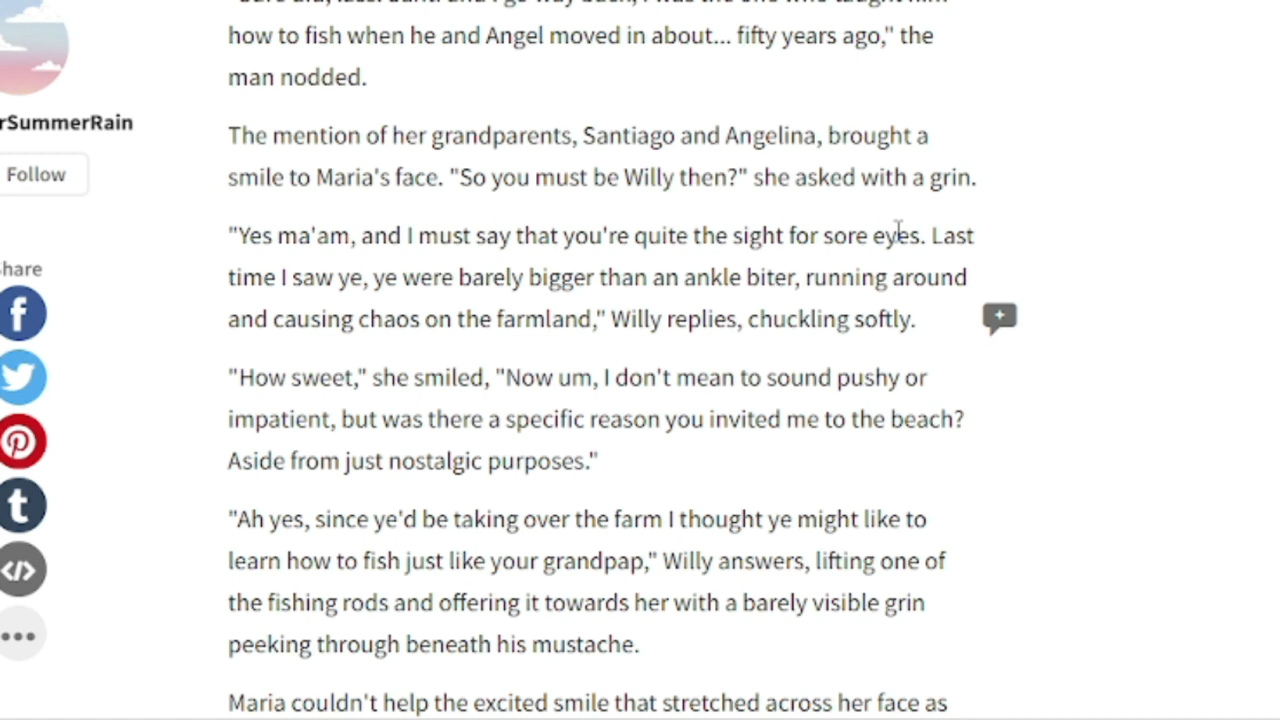 how to fish when he and Angel moved in about... fifty years ago," the
man nodded.
rSummerRain
Follow
The mention of her grandparents, Santiago and Angelina, brought a
smile to Maria's face. "So you must be Willy then?" she asked with a grin.
"Yes ma'am, and I must say that you're quite the sight for sore eyes. Last
time I saw ye, ye were barely bigger than an ankle biter, running around
and causing chaos on the farmland," Willy replies, chuckling softly.
Share
"How sweet," she smiled, "Now um, I don't mean to sound pushy or
impatient, but was there a specific reason you invited me to the beach?
Aside from just nostalgic purposes."
"Ah yes, since ye'd be taking over the farm I thought ye might like to
learn how to fish just like your grandpap," Willy answers, lifting one of
the fishing rods and offering it towards her with a barely visible grin
peeking through beneath his mustache.
Maria couldn't help the excited smile that stretched across her face as